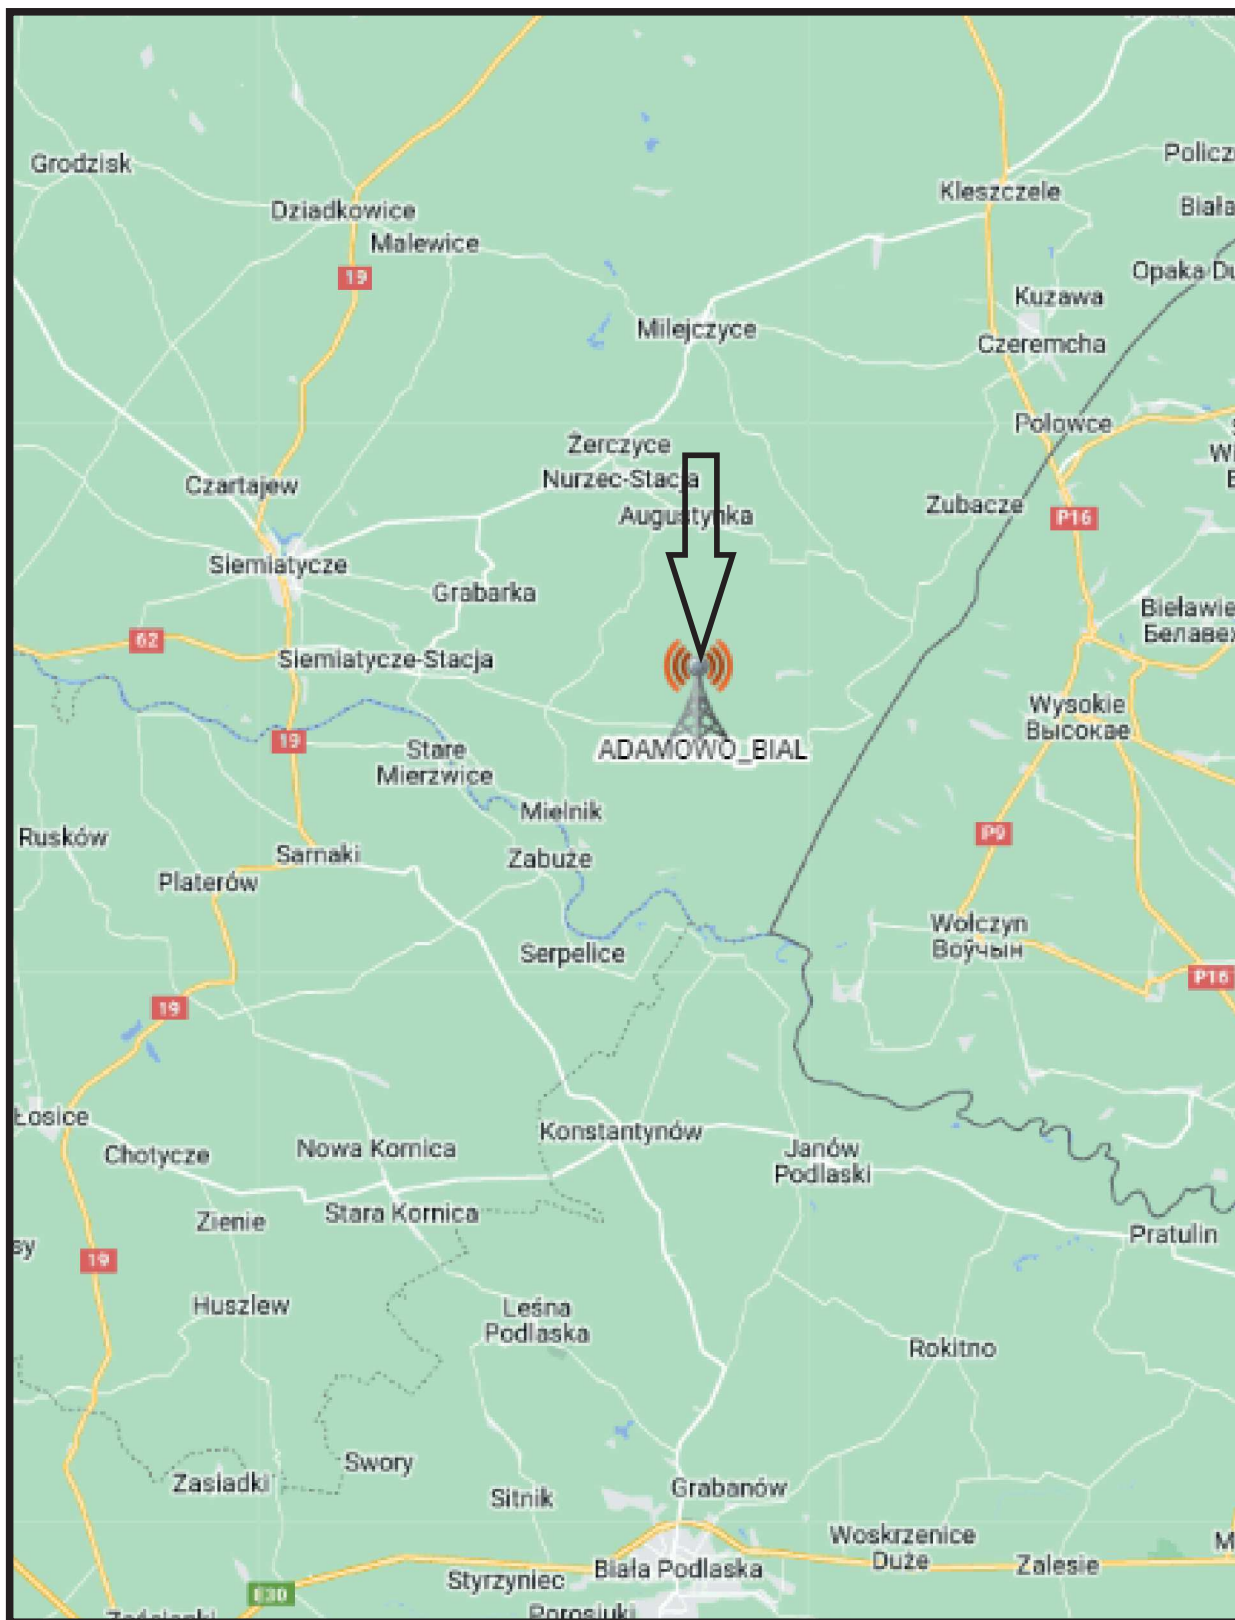 Grodzisk
Kleszczele
Dziadkowice
Malewice
19
Kuzawa
Milejczyce
Czeremcha
Polowce
Żerczyce
Nurzec-Stacja
Czartajew
Augustynka
Zubacze
P16
Siemiatycze
Grabarka
62
Siemiatycze-Stacja
Wysokie
Высокае
19
Stare
Mierzwice
ADAMOWO_BIAL
Mielnik
P9
Rusków
Sarnaki
Zabuże
Platerów
Wołczyn
Воўчын
Serpelice
P16
19
Łosice
Konstantynów
Chotycze
Nowa Kornica
Janów
Podlaski
Zienie
Stara Kornica
Pratulin
19
Huszlew
Leśna
Podlaska
Rokitno
Swory
Zasiadki
Sitnik
Grabanów
Woskrzenice
Duże
Zalesie
Biała Podlaska
Styrzyniec
E30
Porosiuki